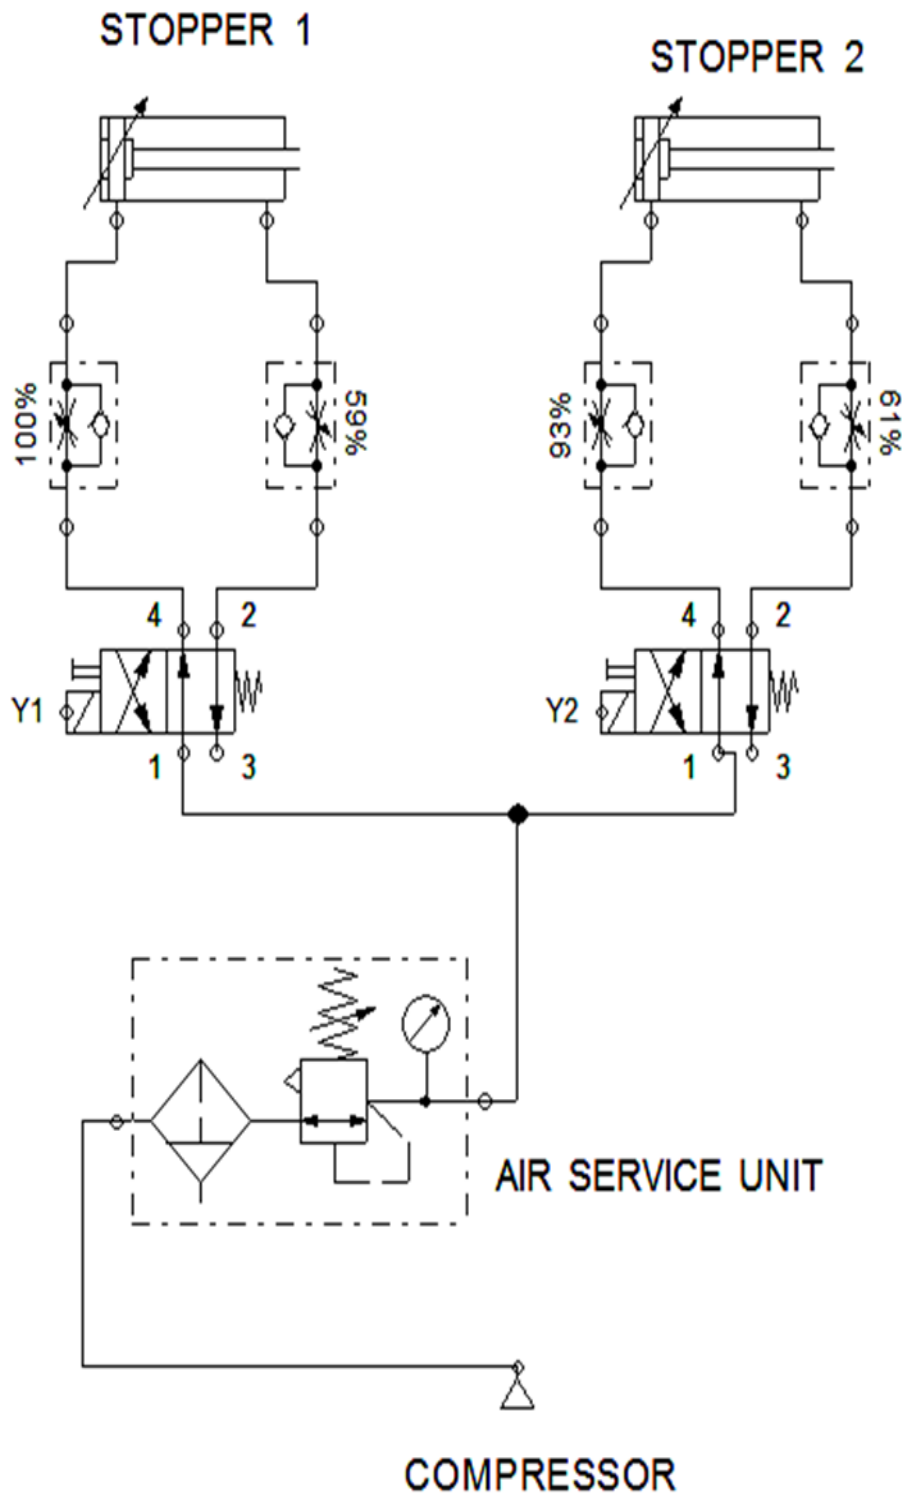 STOPPER 1
STOPPER 2
100%
59%
93%
61%
4 2
4 2
Y1
Y2
1 3
1 3
AIR SERVICE UNIT
COMPRESSOR